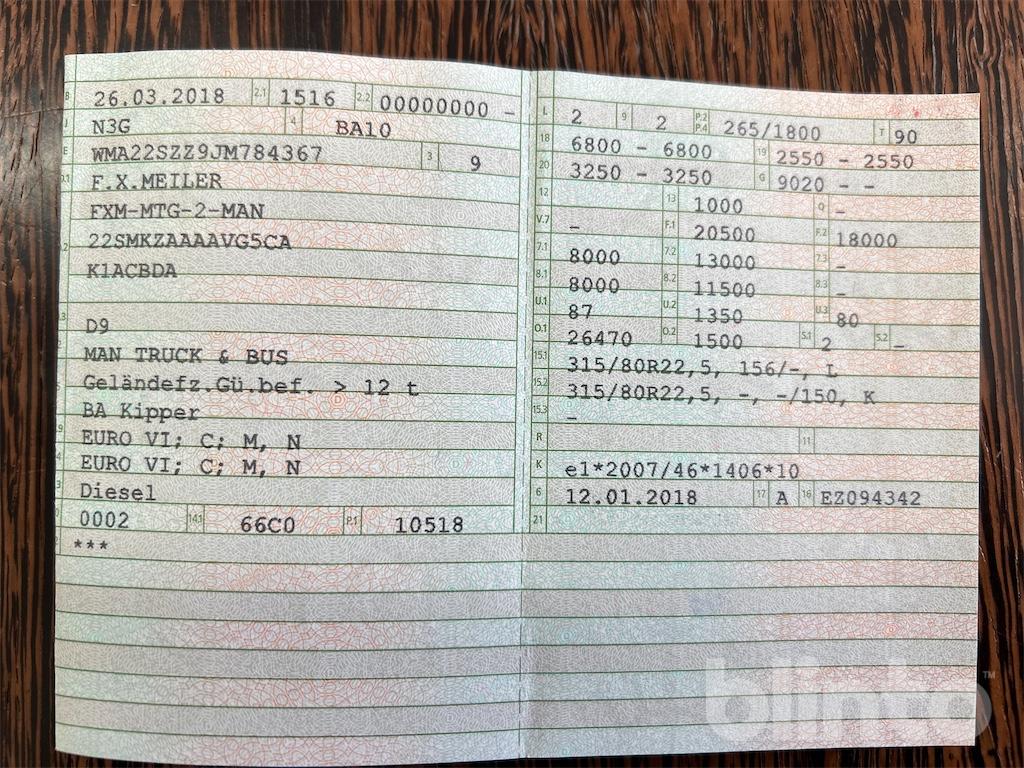 B 26.03.2018 2.1 1516 2.2 00000000 -
J N3G 4 BA10
E WMA22SZZ9JM784367 3 9
F.X.MEILER
FXM-MTG-2-MAN
22SMKZAAAAVG5CA
K1ACBDA
D9
MAN TRUCK & BUS
Geländefz.Gü.bef. > 12 t
BA Kipper
EURO VI; C; M, N
EURO VI; C; M, N
Diesel
0002 14.1 66C0 P.1 10518
***
L 2 9 2 P.2 P.4 265/1800 T 90
18 6800 - 6800 19 2550 - 2550
20 3250 - 3250 G 9020 - -
12 13 1000 Q -
V.7 - F.1 20500 F.2 18000
7.1 8000 7.2 13000 7.3 -
8.1 8000 8.2 11500 8.3 -
U.1 87 U.2 1350 U.3 80
O.1 26470 O.2 1500 S.1 2 S.2 -
15.1 315/80R22,5, 156/-, L
15.2 315/80R22,5, -, -/150, K
15.3 -
R 11
K e1*2007/46*1406*10
6 12.01.2018 17 A 16 EZ094342
21
blinto™